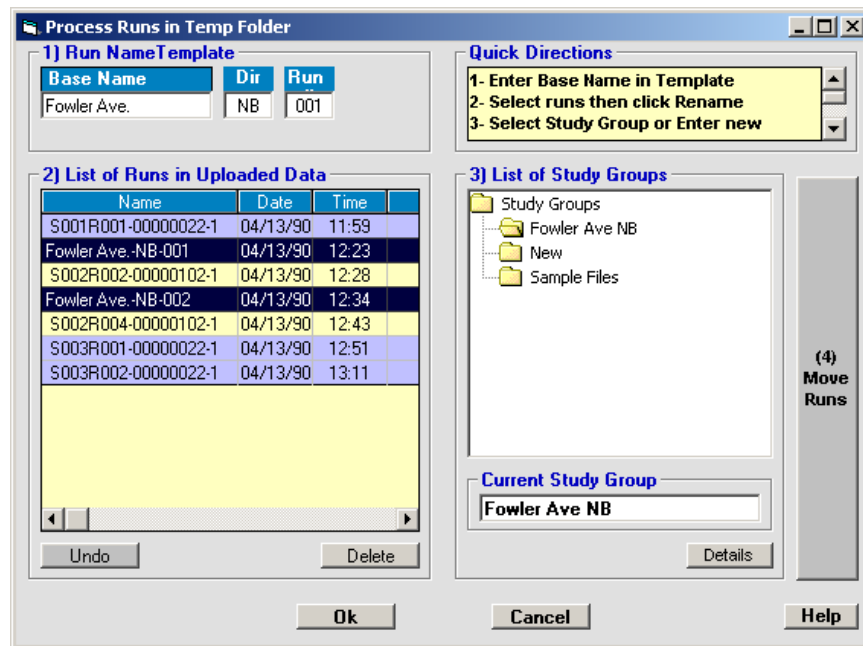 Process Runs in Temp Folder
1) Run NameTemplate
Base Name Dir Run
Fowler Ave. NB 001
Quick Directions
1- Enter Base Name in Template
2- Select runs then click Rename
3- Select Study Group or Enter new
2) List of Runs in Uploaded Data
Name Date Time
S001R001-00000022-1 04/13/90 11:59
Fowler Ave.-NB-001 04/13/90 12:23
S002R002-00000102-1 04/13/90 12:28
Fowler Ave.-NB-002 04/13/90 12:34
S002R004-00000102-1 04/13/90 12:43
S003R001-00000022-1 04/13/90 12:51
S003R002-00000022-1 04/13/90 13:11
Undo Delete
3) List of Study Groups
Study Groups
Fowler Ave NB
New
Sample Files
Current Study Group
Fowler Ave NB
Details
(4)
Move
Runs
Ok Cancel Help